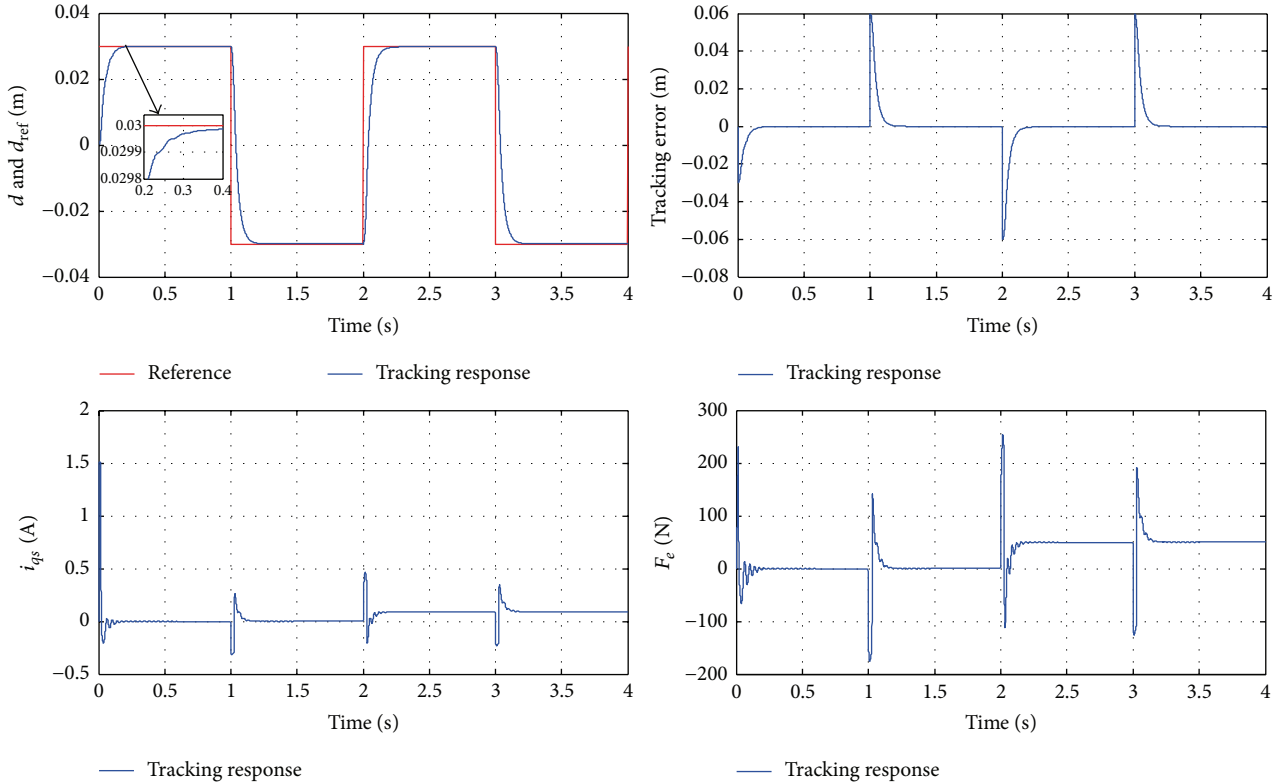 d and d_ref (m)
0.04
0.02
0
−0.02
−0.04
0.03
0.0299
0.0298
0.2 0.3 0.4
0 0.5 1 1.5 2 2.5 3 3.5 4
Time (s)
Reference
Tracking response
Tracking error (m)
0.06
0.04
0.02
0
−0.02
−0.04
−0.06
−0.08
0 0.5 1 1.5 2 2.5 3 3.5 4
Time (s)
Tracking response
i_qs (A)
2
1.5
1
0.5
0
−0.5
0 0.5 1 1.5 2 2.5 3 3.5 4
Time (s)
Tracking response
F_e (N)
300
200
100
0
−100
−200
0 0.5 1 1.5 2 2.5 3 3.5 4
Time (s)
Tracking response